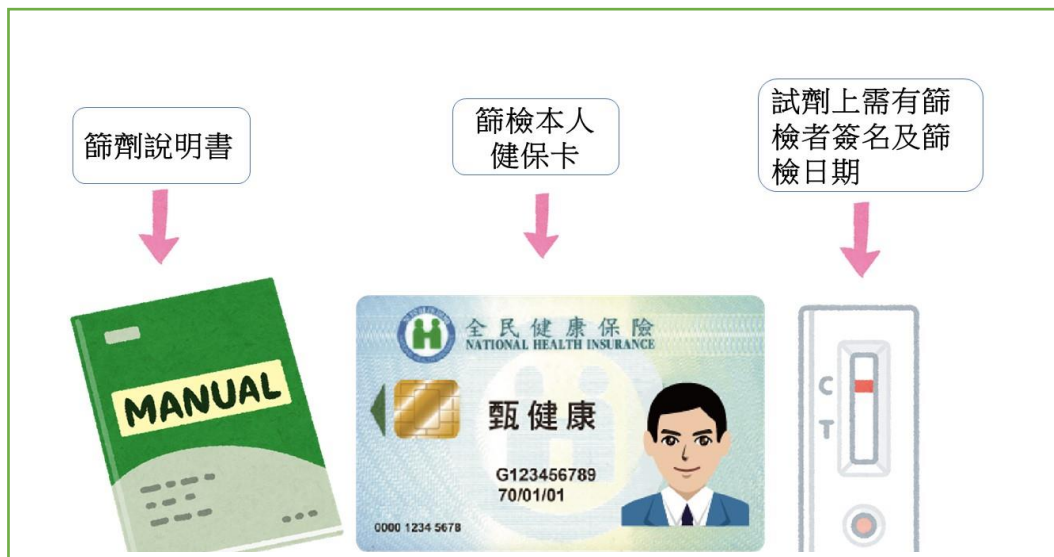 篩劑說明書
篩檢本人
健保卡
試劑上需有篩
檢者簽名及篩
檢日期
MANUAL
全民健康保險
NATIONAL HEALTH INSURANCE
甄健康
G123456789
70/01/01
0000 1234 5678
C
T